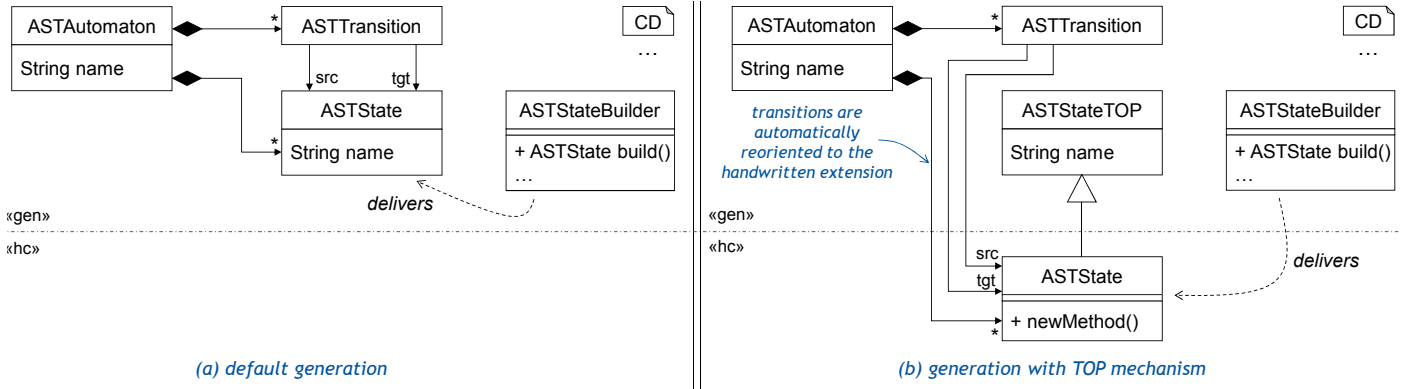 ASTAutomaton
*
ASTTransition
CD
...
String name
src
tgt
ASTState
ASTStateBuilder
*
String name
+ ASTState build()
...
delivers
«gen»
«hc»
(a) default generation
ASTAutomaton
*
ASTTransition
CD
...
String name
transitions are
automatically
reoriented to the
handwritten extension
ASTStateTOP
ASTStateBuilder
String name
+ ASTState build()
...
«gen»
«hc»
src
delivers
tgt
ASTState
+ newMethod()
*
(b) generation with TOP mechanism